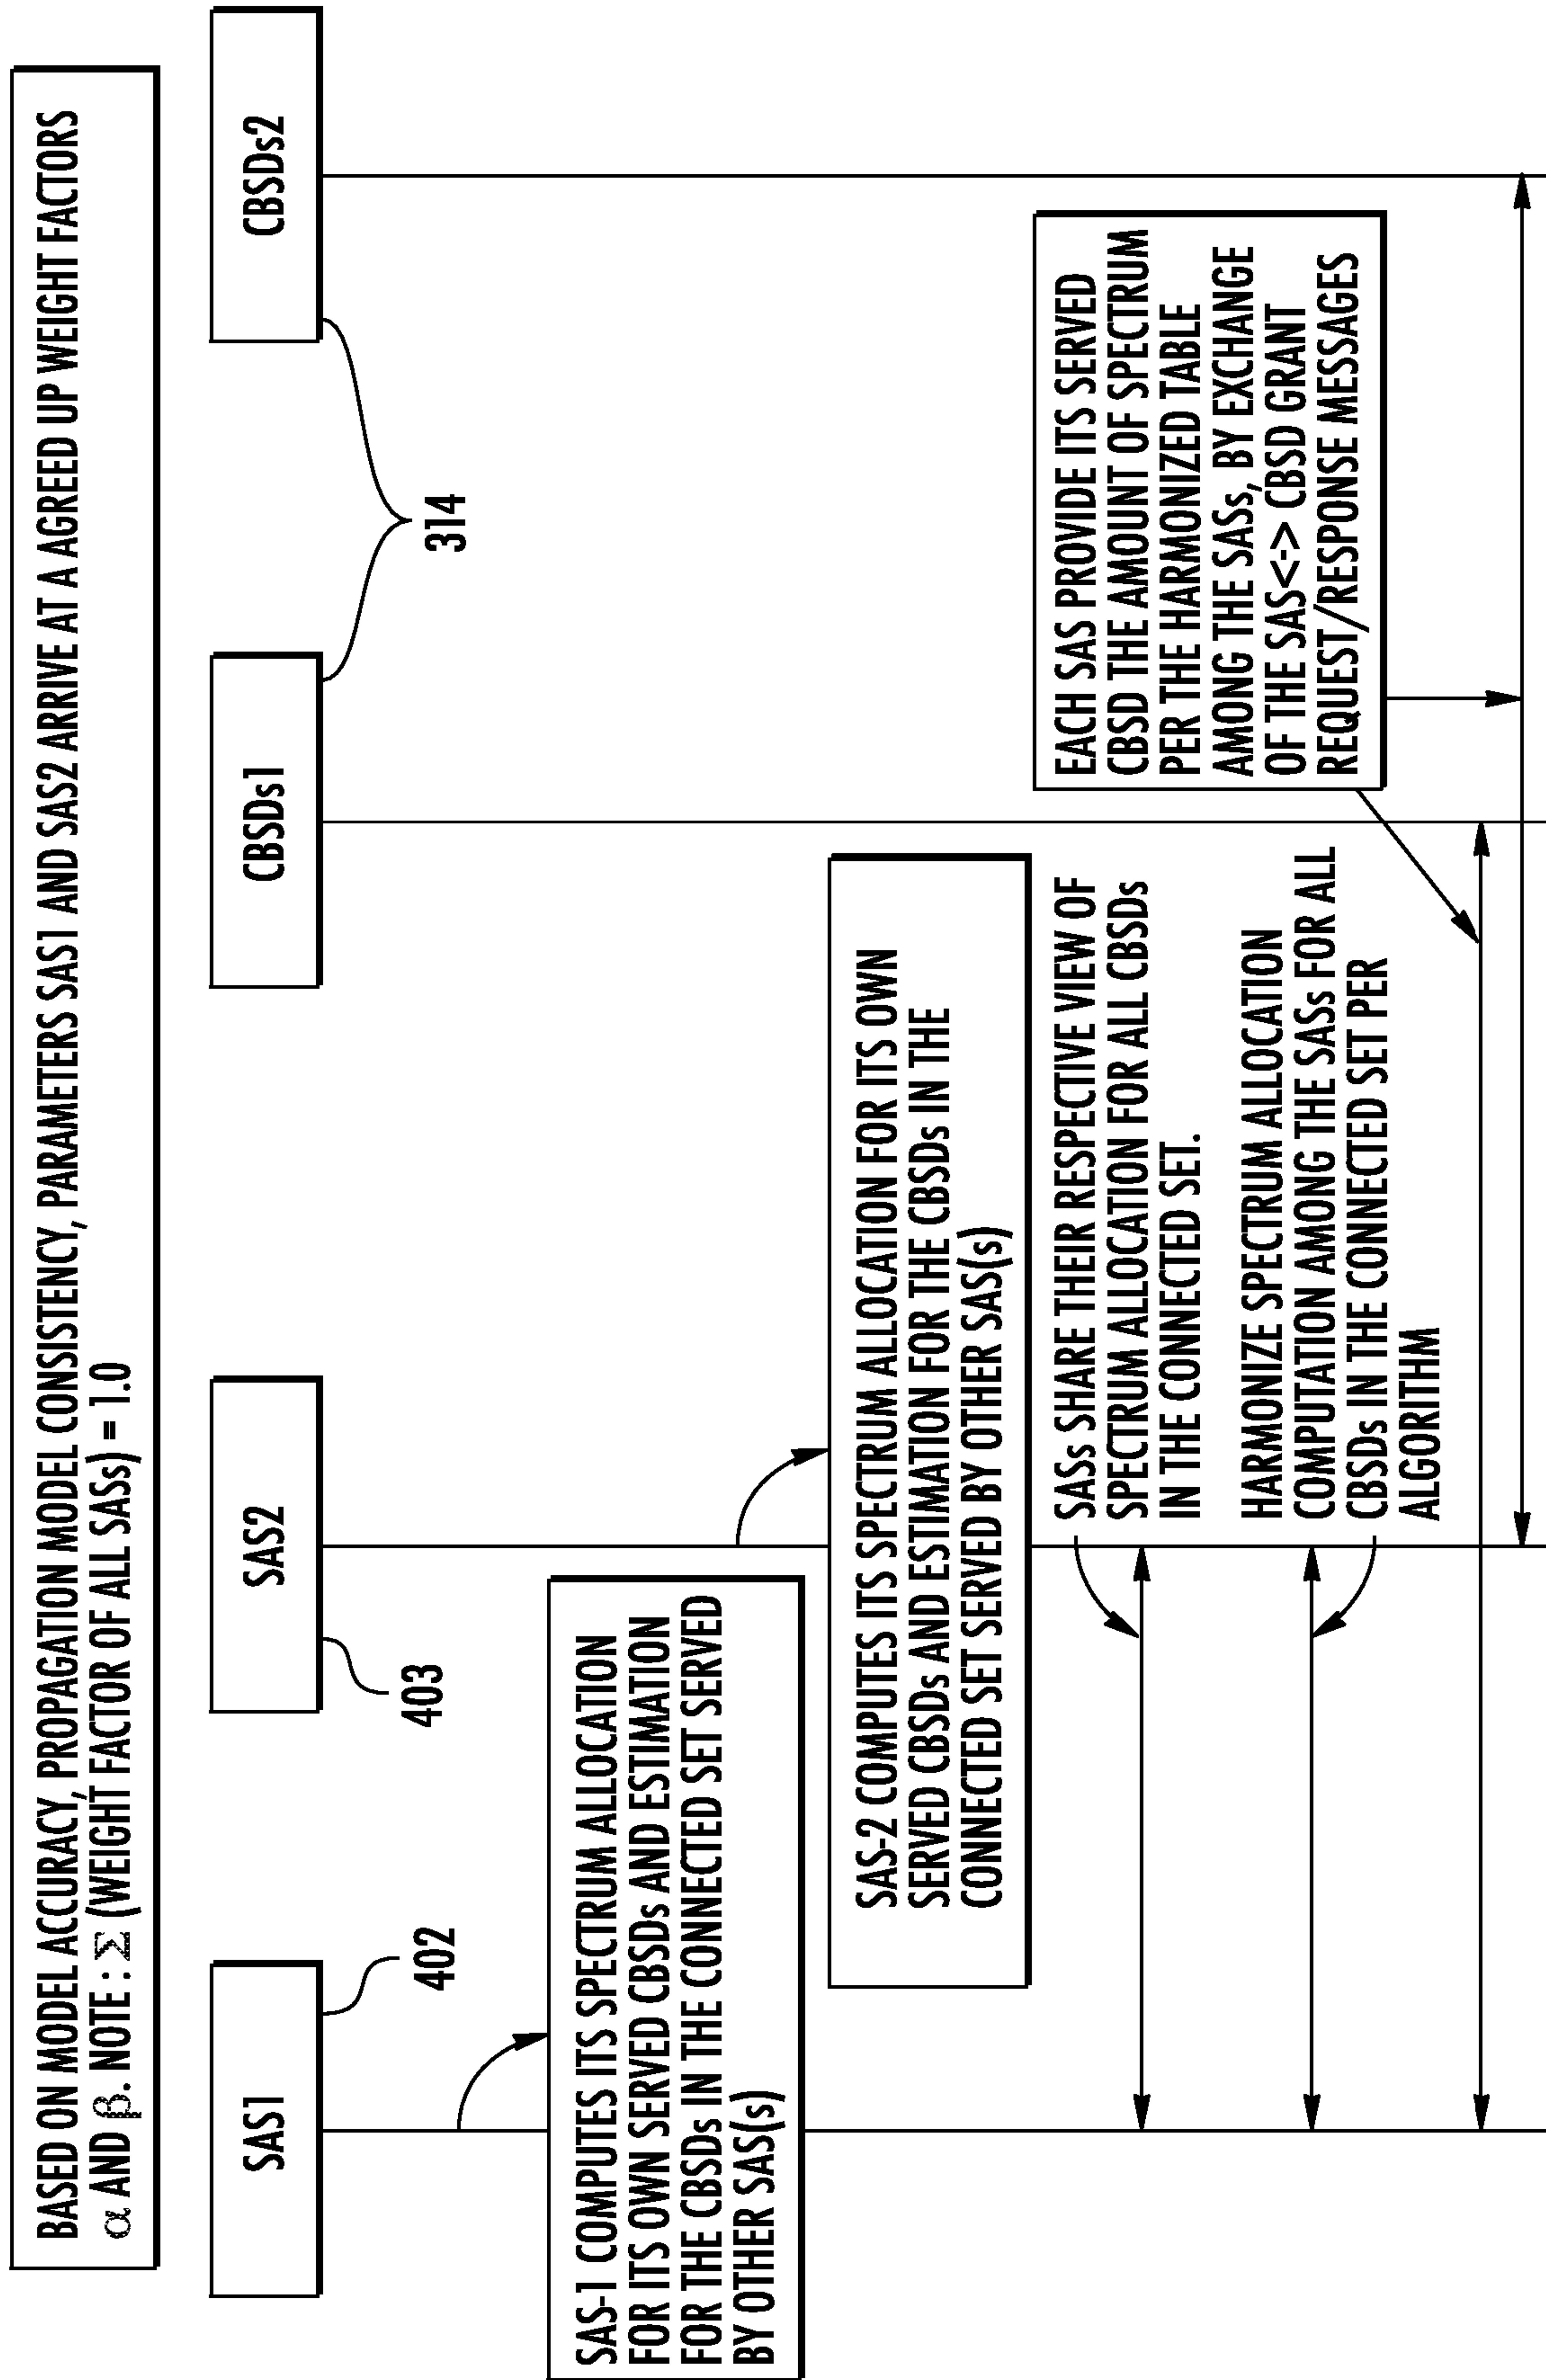 BASED ON MODEL ACCURACY, PROPAGATION MODEL CONSISTENCY, PARAMETERS SAS1 AND SAS2 ARRIVE AT A AGREED UP WEIGHT FACTORS
α AND β. NOTE : Σ (WEIGHT FACTOR OF ALL SASs) = 1.0
SAS1
SAS2
CBSDs1
CBSDs2
402
403
314
SAS-1 COMPUTES ITS SPECTRUM ALLOCATION
FOR ITS OWN SERVED CBSDs AND ESTIMATION
FOR THE CBSDs IN THE CONNECTED SET SERVED
BY OTHER SAS(s)
SAS-2 COMPUTES ITS SPECTRUM ALLOCATION FOR ITS OWN
SERVED CBSDs AND ESTIMATION FOR THE CBSDs IN THE
CONNECTED SET SERVED BY OTHER SAS(s)
SASs SHARE THEIR RESPECTIVE VIEW OF
SPECTRUM ALLOCATION FOR ALL CBSDs
IN THE CONNECTED SET.
HARMONIZE SPECTRUM ALLOCATION
COMPUTATION AMONG THE SASs FOR ALL
CBSDs IN THE CONNECTED SET PER
ALGORITHM
EACH SAS PROVIDE ITS SERVED
CBSD THE AMOUNT OF SPECTRUM
PER THE HARMONIZED TABLE
AMONG THE SASs, BY EXCHANGE
OF THE SAS<-> CBSD GRANT
REQUEST/RESPONSE MESSAGES